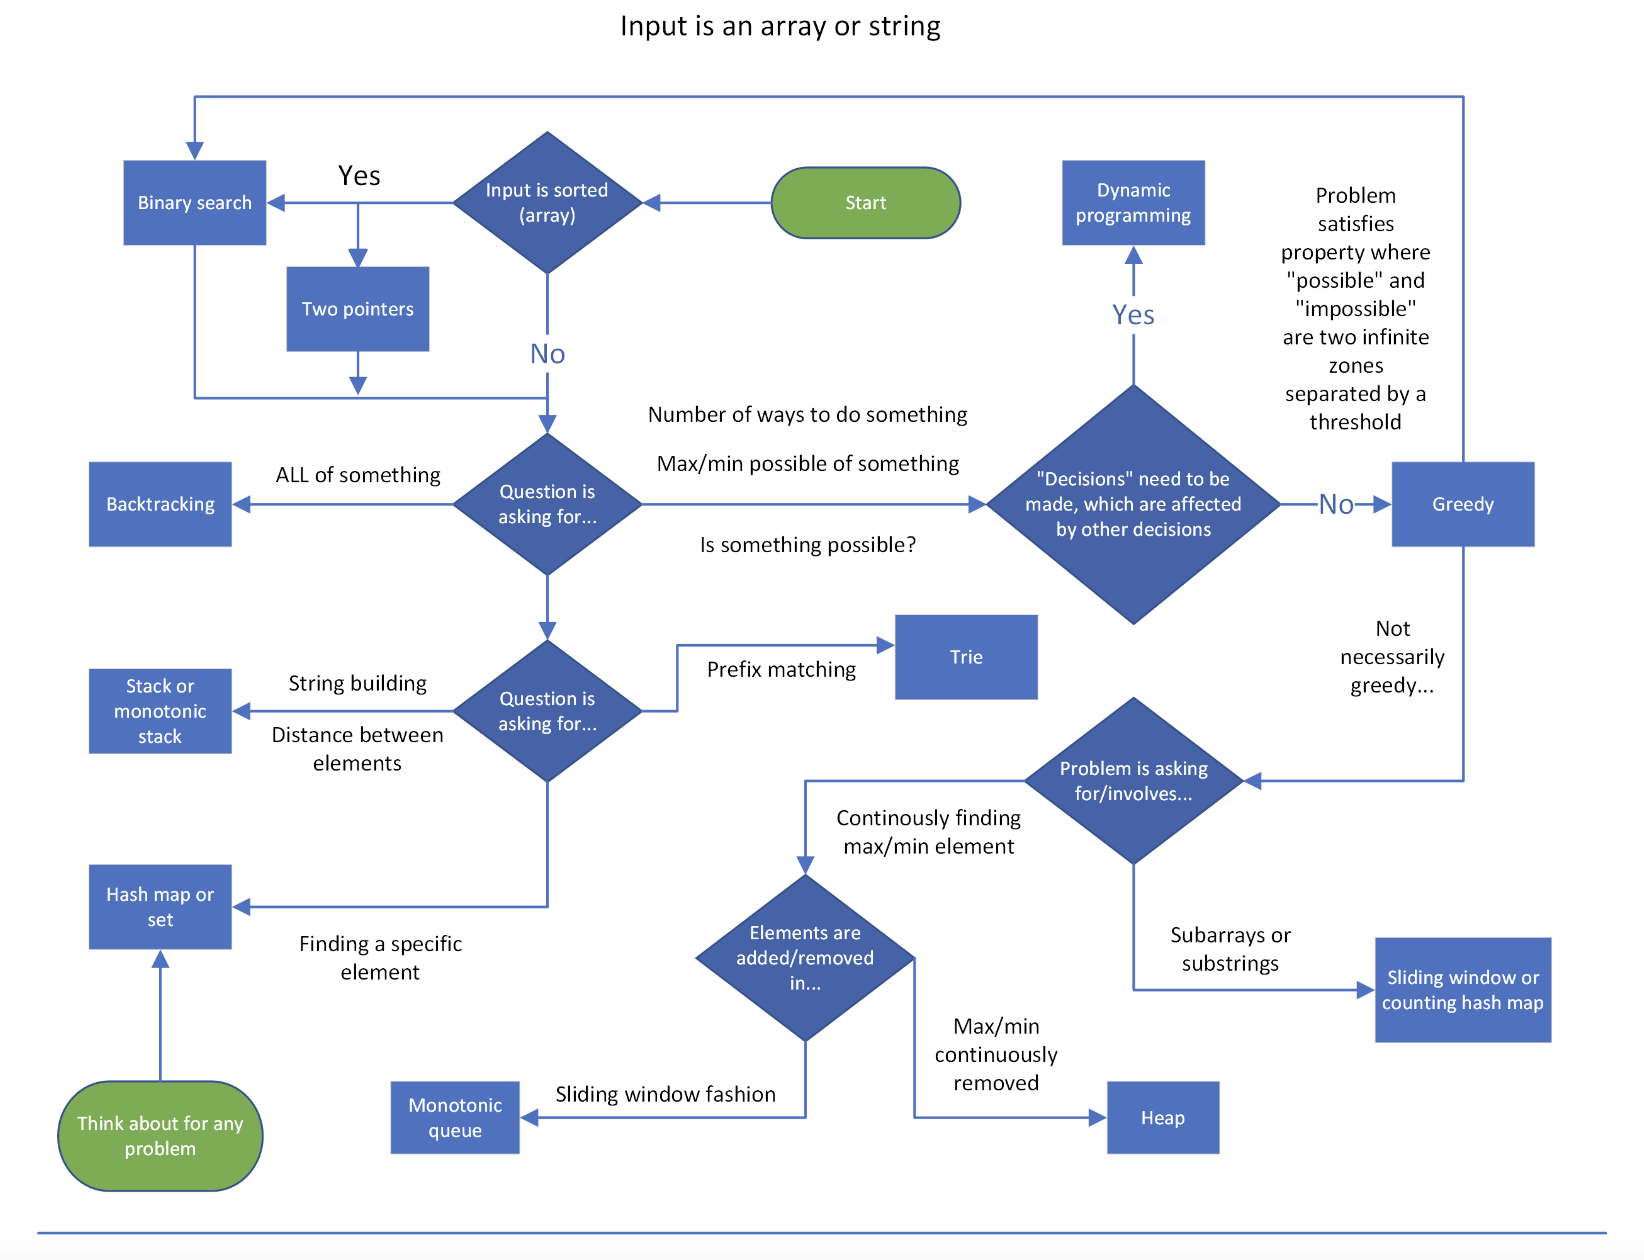 Input is an array or string
Yes
Input is sorted
(array)
Start
Binary search
Dynamic
programming
Problem
satisfies
property where
"possible" and
"impossible"
are two infinite
zones
separated by a
threshold
Two pointers
Yes
No
Number of ways to do something
Max/min possible of something
Is something possible?
ALL of something
Backtracking
Question is
asking for...
"Decisions" need to be
made, which are affected
by other decisions
No
Greedy
Not
necessarily
greedy...
Trie
Prefix matching
Stack or
monotonic
stack
String building
Distance between
elements
Question is
asking for...
Problem is asking
for/involves...
Continously finding
max/min element
Hash map or
set
Finding a specific
element
Elements are
added/removed
in...
Subarrays or
substrings
Sliding window or
counting hash map
Max/min
continuously
removed
Think about for any
problem
Monotonic
queue
Sliding window fashion
Heap